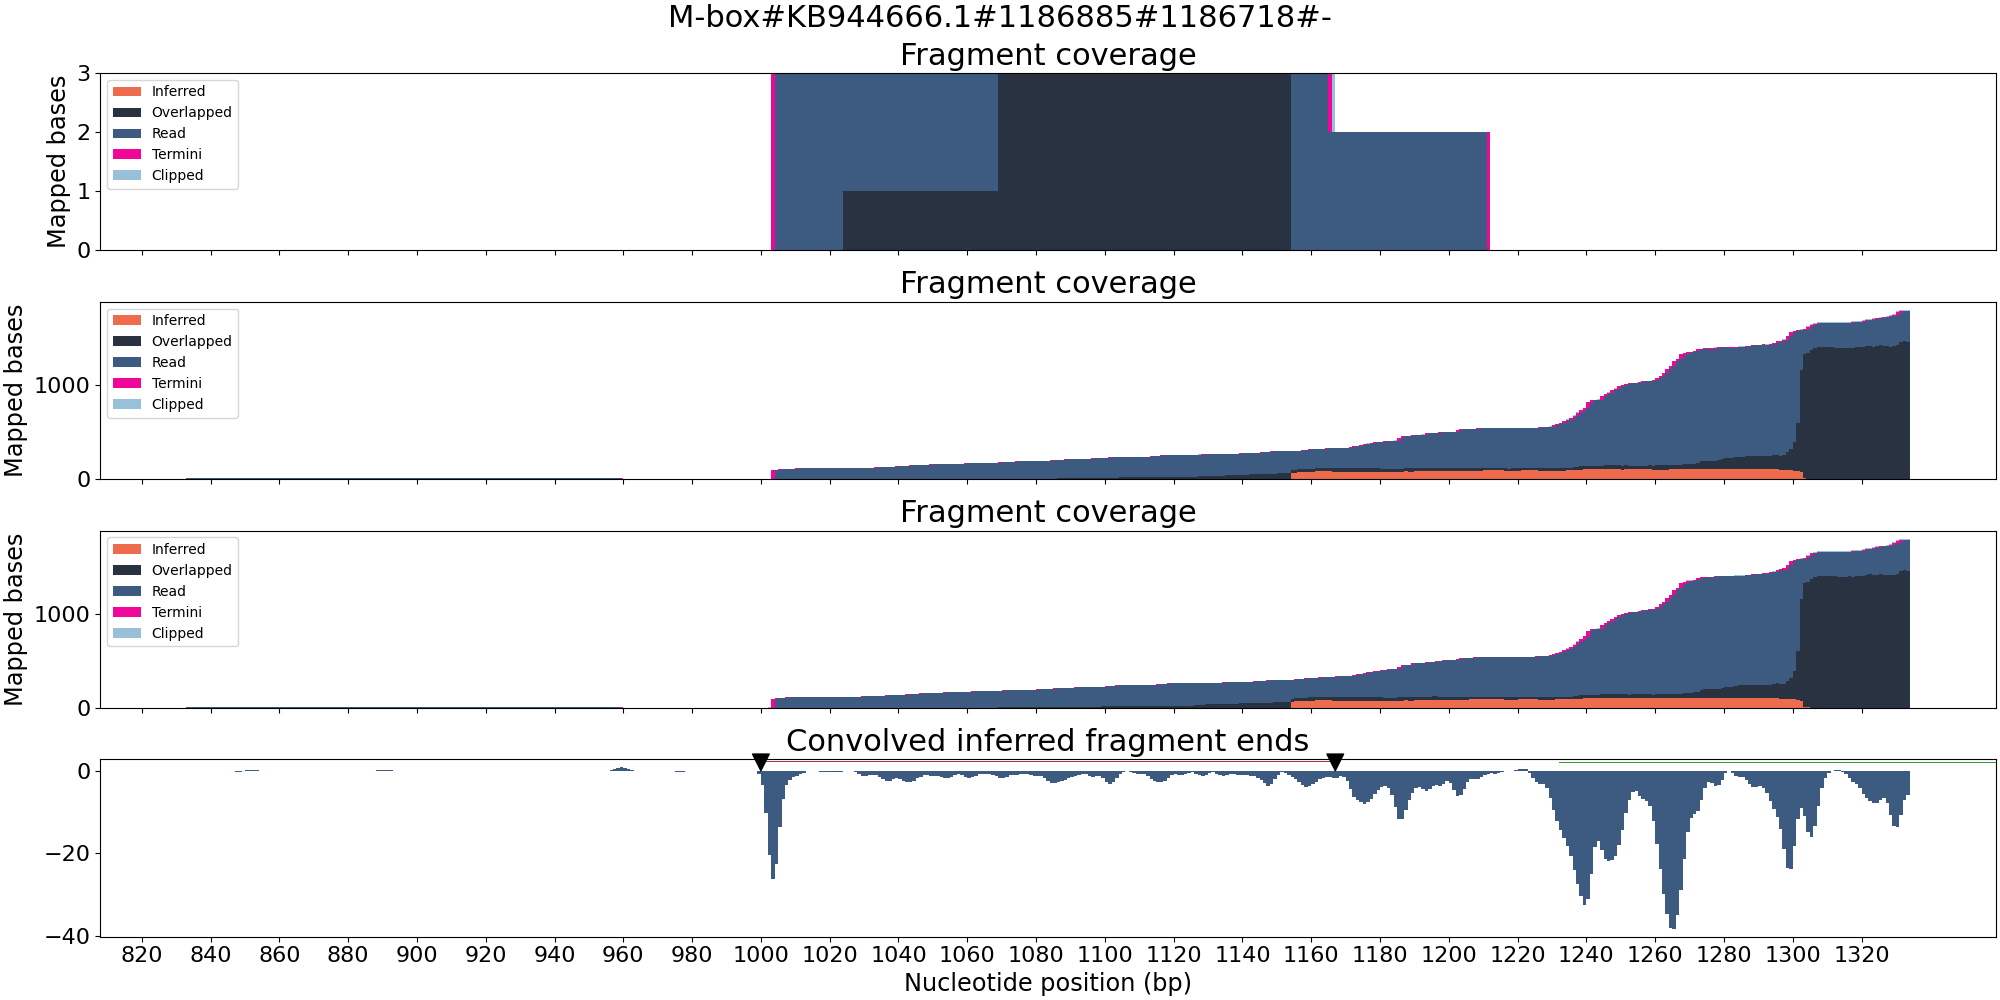 M-box#KB944666.1#1186885#1186718#-
Fragment coverage
Mapped bases
3
2
1
0
Inferred
Overlapped
Read
Termini
Clipped
Fragment coverage
Mapped bases
1000
0
Inferred
Overlapped
Read
Termini
Clipped
Fragment coverage
Mapped bases
1000
0
Inferred
Overlapped
Read
Termini
Clipped
Convolved inferred fragment ends
0
−20
−40
820 840 860 880 900 920 940 960 980 1000 1020 1040 1060 1080 1100 1120 1140 1160 1180 1200 1220 1240 1260 1280 1300 1320
Nucleotide position (bp)